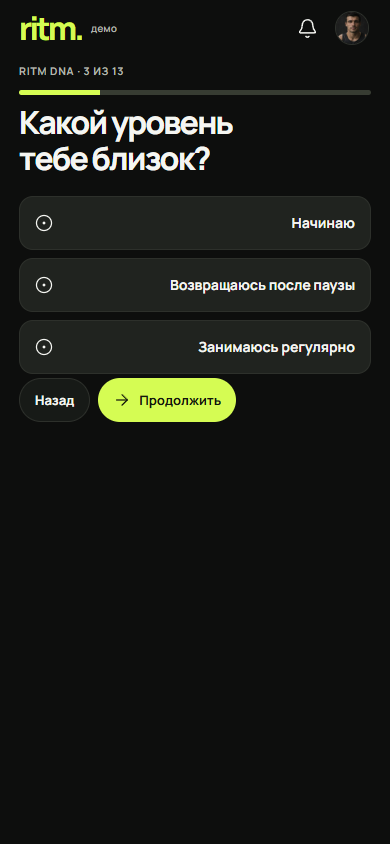 ritm. демо
RITM DNA · 3 ИЗ 13
Какой уровень
тебе близок?
Начинаю
Возвращаюсь после паузы
Занимаюсь регулярно
Назад
Продолжить